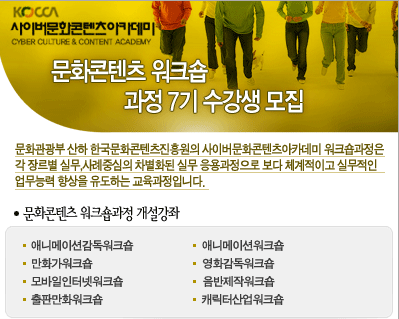 KOCCA
사이버문화콘텐츠아카데미
CYBER CULTURE & CONTENT ACADEMY
문화콘텐츠 워크숍
과정 7기 수강생 모집
문화관광부 산하 한국문화콘텐츠진흥원의 사이버문화콘텐츠아카데미 워크숍과정은
각 장르별 실무,사례중심의 차별화된 실무 응용과정으로 보다 체계적이고 실무적인
업무능력 향상을 유도하는 교육과정입니다.
• 문화콘텐츠 워크숍과정 개설강좌
애니메이션감독워크숍 애니메이션워크숍
만화가워크숍 영화감독워크숍
모바일인터넷워크숍 음반제작워크숍
출판만화워크숍 캐릭터산업워크숍